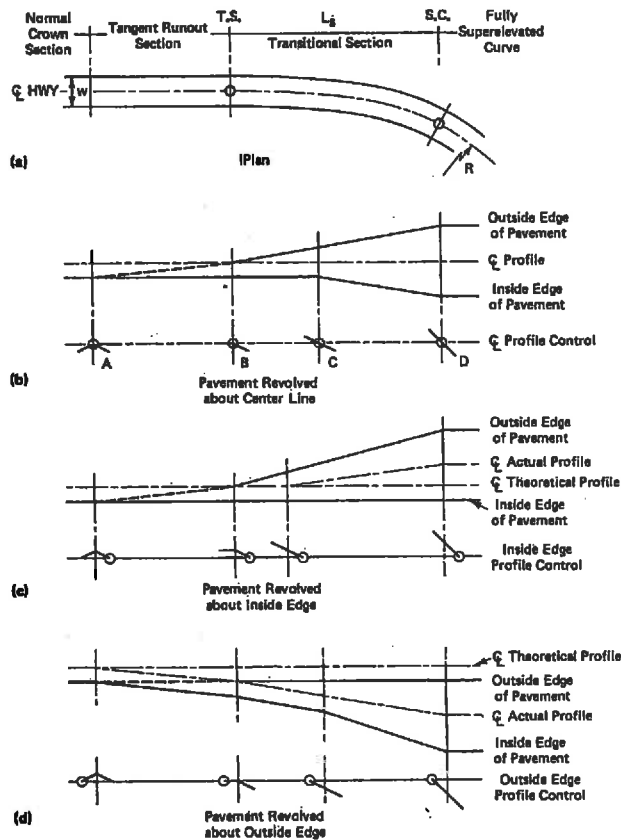 Normal Crown Section
Tangent Runout Section
T.S.
Ls
Transitional Section
S.C.
Fully Superelevated Curve
℄ HWY
w
R
(a)
Plan
Outside Edge of Pavement
℄ Profile
Inside Edge of Pavement
℄ Profile Control
A
B
C
D
(b)
Pavement Revolved about Center Line
Outside Edge of Pavement
℄ Actual Profile
℄ Theoretical Profile
Inside Edge of Pavement
Inside Edge Profile Control
(c)
Pavement Revolved about Inside Edge
℄ Theoretical Profile
Outside Edge of Pavement
℄ Actual Profile
Inside Edge of Pavement
Outside Edge Profile Control
(d)
Pavement Revolved about Outside Edge